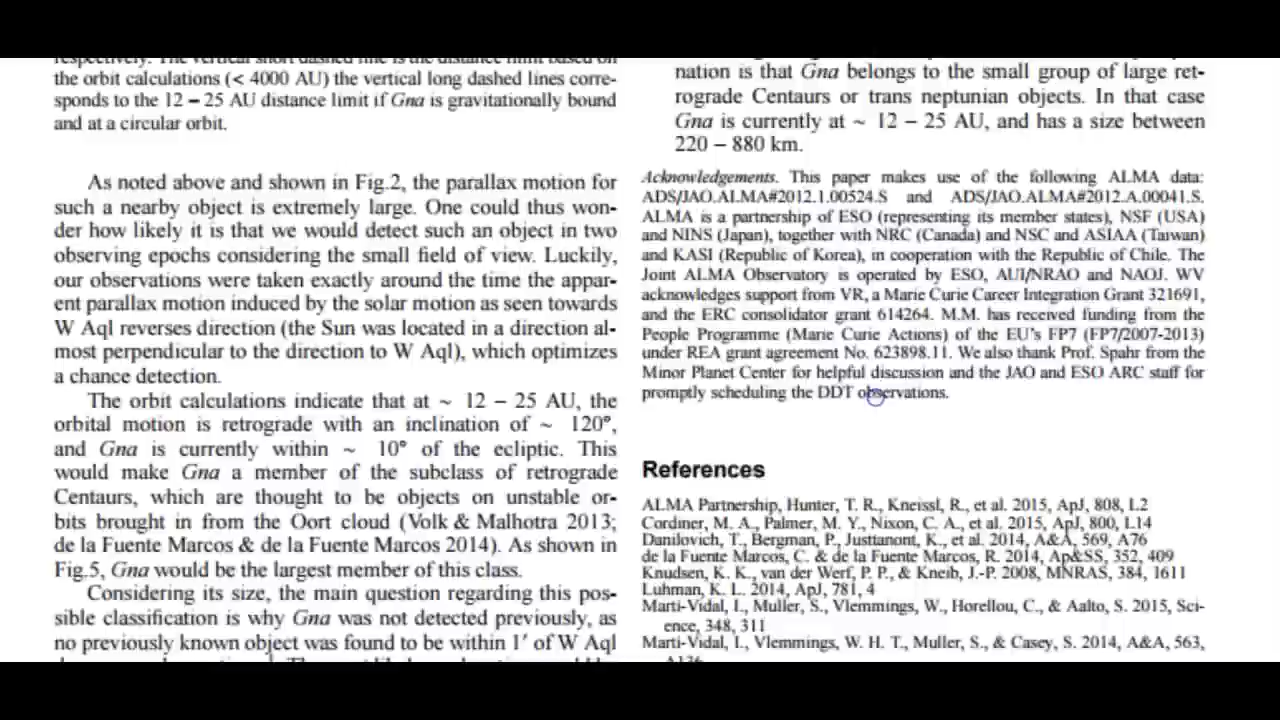 the orbit calculations (< 4000 AU) the vertical long dashed lines corre-
sponds to the 12 – 25 AU distance limit if Gna is gravitationally bound
and at a circular orbit.
As noted above and shown in Fig.2, the parallax motion for
such a nearby object is extremely large. One could thus won-
der how likely it is that we would detect such an object in two
observing epochs considering the small field of view. Luckily,
our observations were taken exactly around the time the appar-
ent parallax motion induced by the solar motion as seen towards
W Aql reverses direction (the Sun was located in a direction al-
most perpendicular to the direction to W Aql), which optimizes
a chance detection.
The orbit calculations indicate that at ~ 12 – 25 AU, the
orbital motion is retrograde with an inclination of ~ 120°,
and Gna is currently within ~ 10° of the ecliptic. This
would make Gna a member of the subclass of retrograde
Centaurs, which are thought to be objects on unstable or-
bits brought in from the Oort cloud (Volk & Malhotra 2013;
de la Fuente Marcos & de la Fuente Marcos 2014). As shown in
Fig.5, Gna would be the largest member of this class.
Considering its size, the main question regarding this pos-
sible classification is why Gna was not detected previously, as
no previously known object was found to be within 1′ of W Aql
nation is that Gna belongs to the small group of large ret-
rograde Centaurs or trans neptunian objects. In that case
Gna is currently at ~ 12 – 25 AU, and has a size between
220 – 880 km.
Acknowledgements. This paper makes use of the following ALMA data:
ADS/JAO.ALMA#2012.1.00524.S and ADS/JAO.ALMA#2012.A.00041.S.
ALMA is a partnership of ESO (representing its member states), NSF (USA)
and NINS (Japan), together with NRC (Canada) and NSC and ASIAA (Taiwan)
and KASI (Republic of Korea), in cooperation with the Republic of Chile. The
Joint ALMA Observatory is operated by ESO, AUI/NRAO and NAOJ. WV
acknowledges support from VR, a Marie Curie Career Integration Grant 321691,
and the ERC consolidator grant 614264. M.M. has received funding from the
People Programme (Marie Curie Actions) of the EU's FP7 (FP7/2007-2013)
under REA grant agreement No. 623898.11. We also thank Prof. Spahr from the
Minor Planet Center for helpful discussion and the JAO and ESO ARC staff for
promptly scheduling the DDT observations.
References
ALMA Partnership, Hunter, T. R., Kneissl, R., et al. 2015, ApJ, 808, L2
Cordiner, M. A., Palmer, M. Y., Nixon, C. A., et al. 2015, ApJ, 800, L14
Danilovich, T., Bergman, P., Justtanont, K., et al. 2014, A&A, 569, A76
de la Fuente Marcos, C. & de la Fuente Marcos, R. 2014, Ap&SS, 352, 409
Knudsen, K. K., van der Werf, P. P., & Kneib, J.-P. 2008, MNRAS, 384, 1611
Luhman, K. L. 2014, ApJ, 781, 4
Marti-Vidal, I., Muller, S., Vlemmings, W., Horellou, C., & Aalto, S. 2015, Sci-
ence, 348, 311
Marti-Vidal, I., Vlemmings, W. H. T., Muller, S., & Casey, S. 2014, A&A, 563,
A136